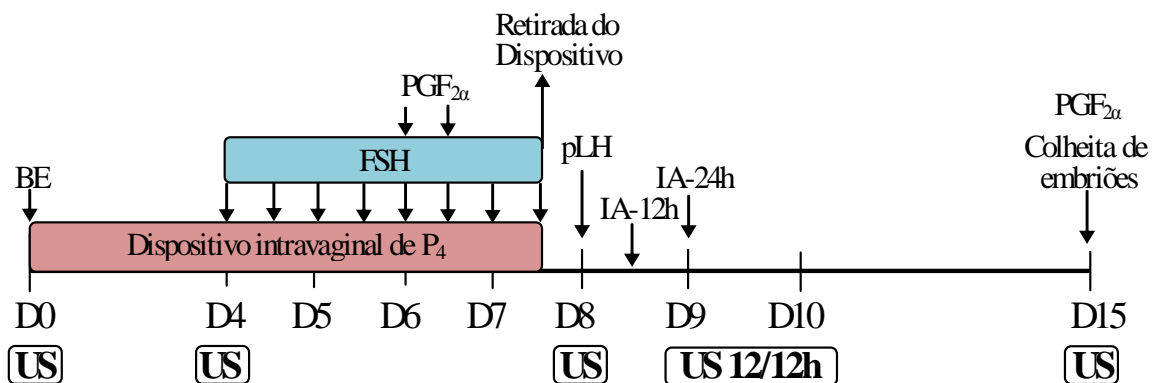 Retirada do
Dispositivo
PGF2α
FSH
BE
pLH
IA-12h
IA-24h
PGF2α
Colheita de
embriões
Dispositivo intravaginal de P4
D0 D4 D5 D6 D7 D8 D9 D10 D15
US US US US 12/12h US